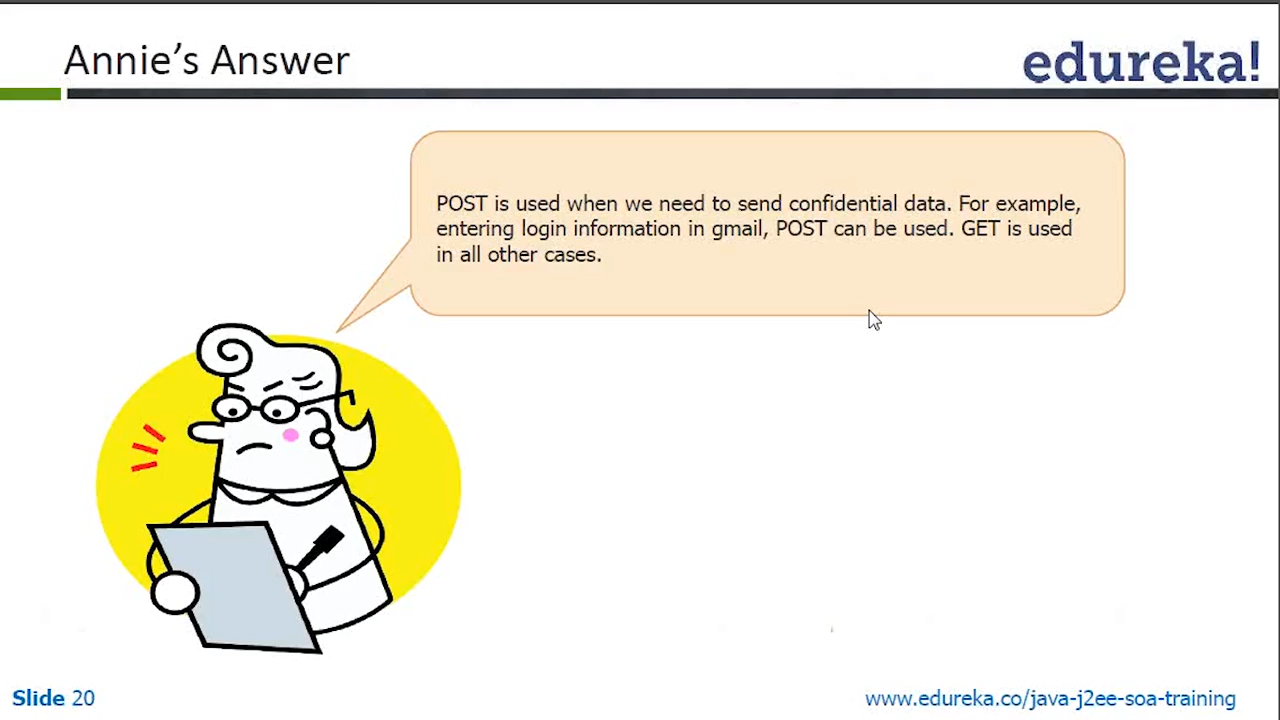 Annie’s Answer
edureka!
POST is used when we need to send confidential data. For example,
entering login information in gmail, POST can be used. GET is used
in all other cases.
Slide 20
www.edureka.co/java-j2ee-soa-training